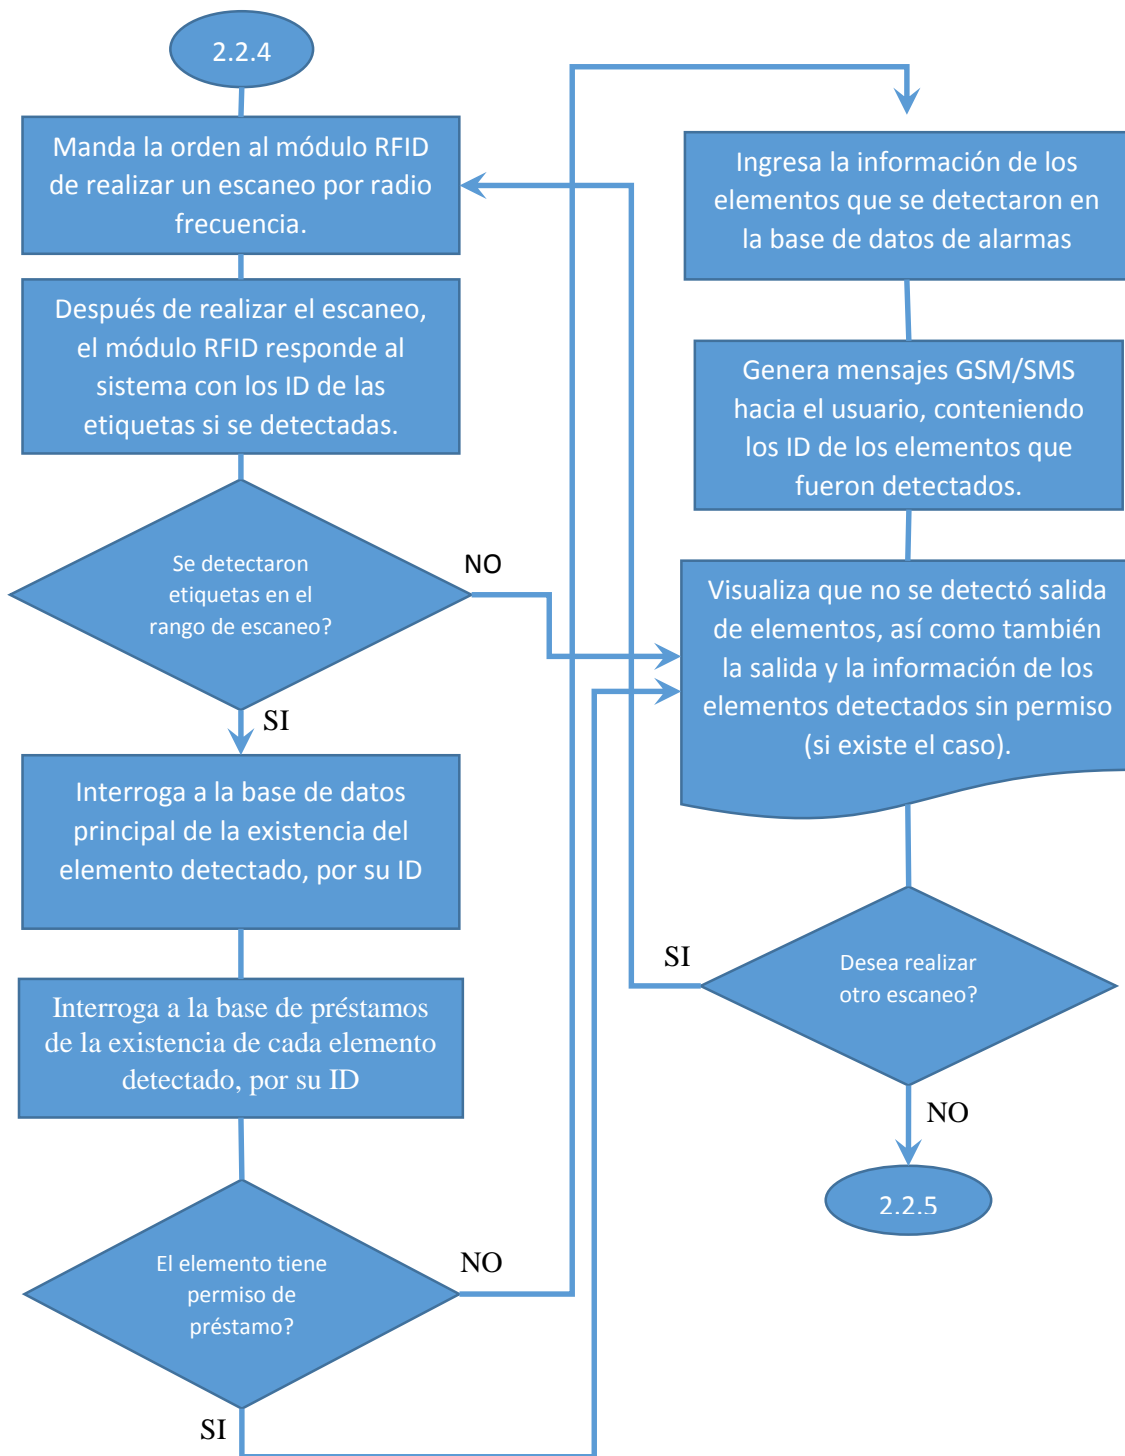 2.2.4
Manda la orden al módulo RFID
de realizar un escaneo por radio
frecuencia.
Después de realizar el escaneo,
el módulo RFID responde al
sistema con los ID de las
etiquetas si se detectadas.
Se detectaron
etiquetas en el
rango de escaneo?
NO
SI
Interroga a la base de datos
principal de la existencia del
elemento detectado, por su ID
Interroga a la base de préstamos
de la existencia de cada elemento
detectado, por su ID
El elemento tiene
permiso de
préstamo?
NO
SI
Ingresa la información de los
elementos que se detectaron en
la base de datos de alarmas
Genera mensajes GSM/SMS
hacia el usuario, conteniendo
los ID de los elementos que
fueron detectados.
Visualiza que no se detectó salida
de elementos, así como también
la salida y la información de los
elementos detectados sin permiso
(si existe el caso).
SI
Desea realizar
otro escaneo?
NO
2.2.5